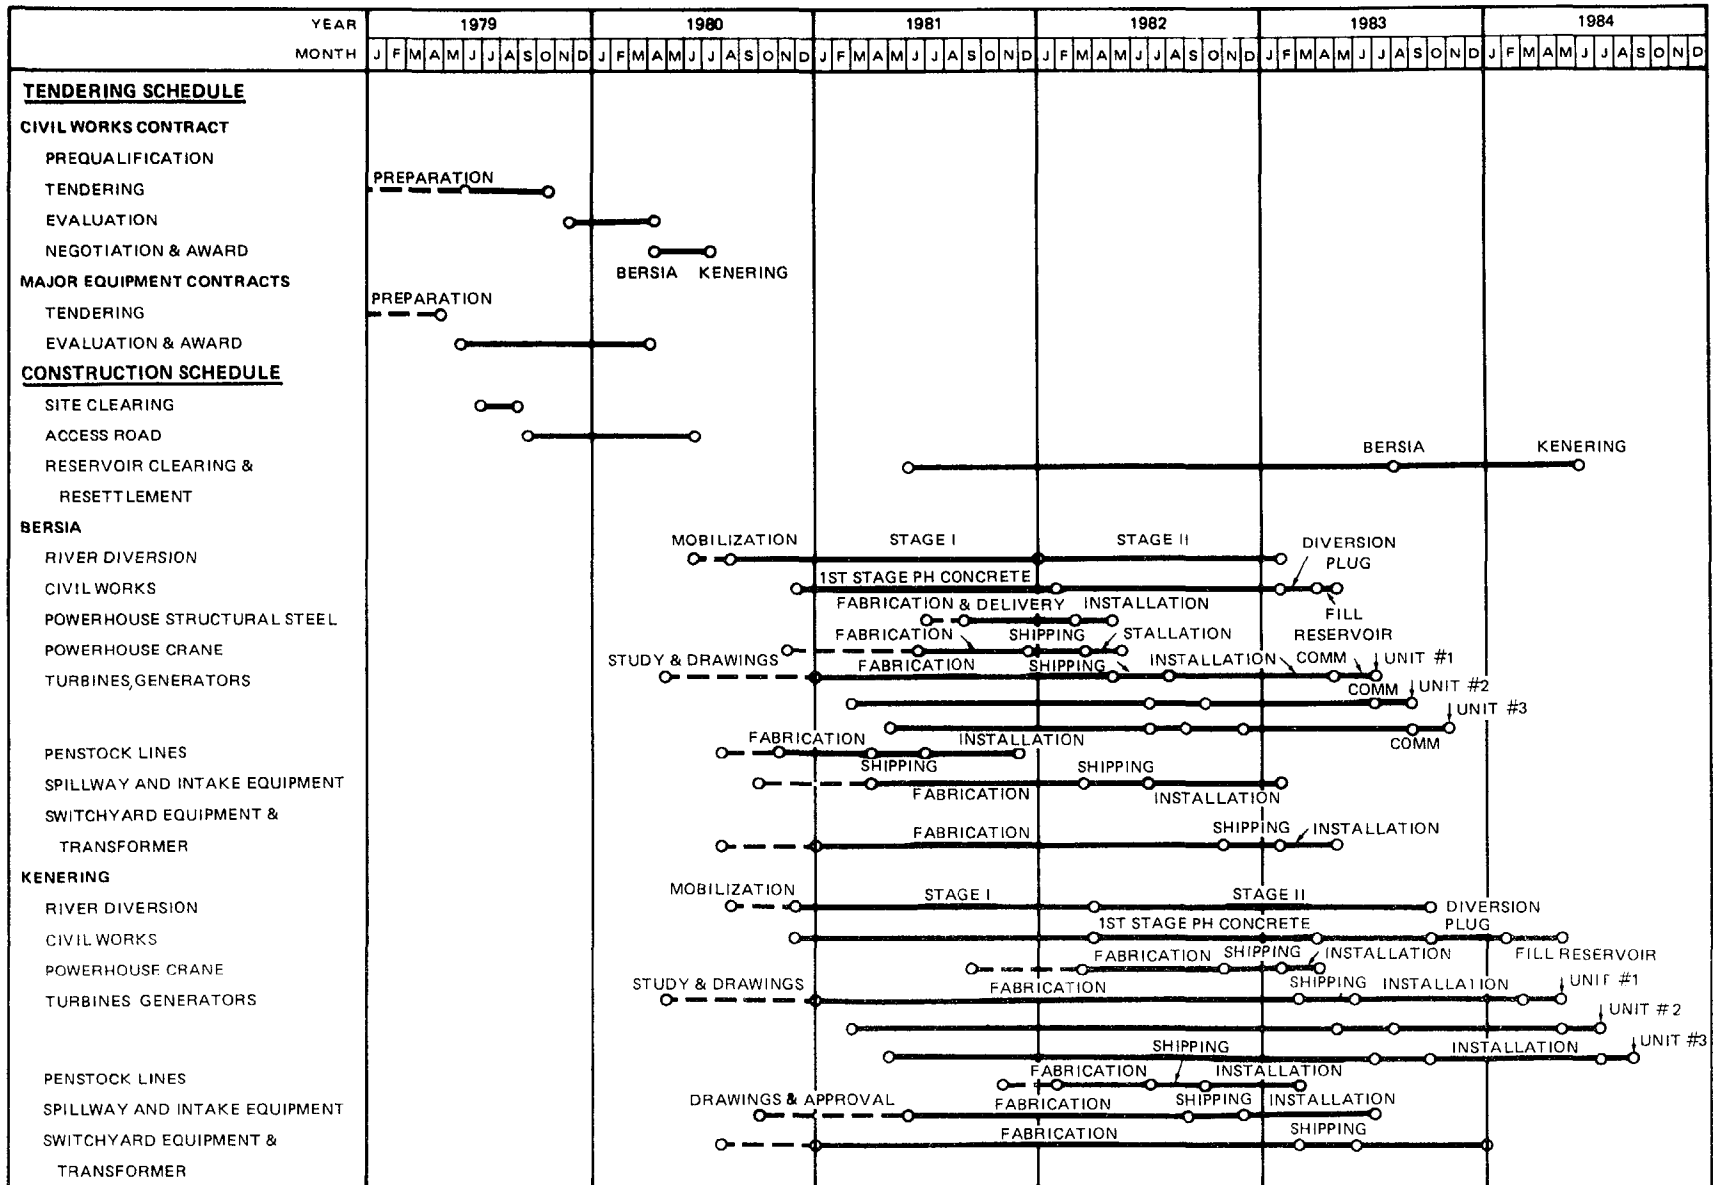 YEAR 1979 1980 1981 1982 1983 1984
MONTH J F M A M J J A S O N D J F M A M J J A S O N D J F M A M J J A S O N D J F M A M J J A S O N D J F M A M J J A S O N D J F M A M J J A S O N D
TENDERING SCHEDULE
CIVIL WORKS CONTRACT
PREQUALIFICATION
PREPARATION
TENDERING
EVALUATION
NEGOTIATION & AWARD
BERSIA KENERING
MAJOR EQUIPMENT CONTRACTS
PREPARATION
TENDERING
EVALUATION & AWARD
CONSTRUCTION SCHEDULE
SITE CLEARING
ACCESS ROAD
BERSIA KENERING
RESERVOIR CLEARING &
RESETTLEMENT
BERSIA
MOBILIZATION STAGE I STAGE II DIVERSION
RIVER DIVERSION PLUG
CIVIL WORKS 1ST STAGE PH CONCRETE
FABRICATION & DELIVERY INSTALLATION FILL
POWERHOUSE STRUCTURAL STEEL
FABRICATION SHIPPING STALLATION RESERVOIR
POWERHOUSE CRANE
STUDY & DRAWINGS FABRICATION SHIPPING INSTALLATION COMM UNIT #1
TURBINES, GENERATORS
COMM UNIT #2
UNIT #3
FABRICATION INSTALLATION COMM
PENSTOCK LINES
SHIPPING SHIPPING
SPILLWAY AND INTAKE EQUIPMENT
FABRICATION INSTALLATION
SWITCHYARD EQUIPMENT &
FABRICATION SHIPPING INSTALLATION
TRANSFORMER
KENERING
MOBILIZATION STAGE I STAGE II
RIVER DIVERSION DIVERSION
1ST STAGE PH CONCRETE PLUG
CIVIL WORKS
FABRICATION SHIPPING INSTALLATION FILL RESERVOIR
POWERHOUSE CRANE
STUDY & DRAWINGS FABRICATION SHIPPING INSTALLATION UNIT #1
TURBINES GENERATORS
UNIT #2
SHIPPING INSTALLATION UNIT #3
FABRICATION INSTALLATION
PENSTOCK LINES
DRAWINGS & APPROVAL FABRICATION SHIPPING INSTALLATION
SPILLWAY AND INTAKE EQUIPMENT
FABRICATION SHIPPING
SWITCHYARD EQUIPMENT &
TRANSFORMER